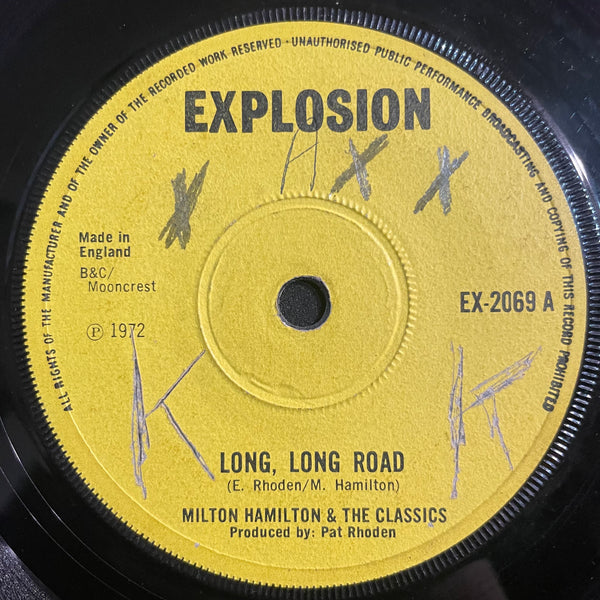 ALL RIGHTS OF THE MANUFACTURER AND OF THE OWNER OF THE RECORDED WORK RESERVED · UNAUTHORISED PUBLIC PERFORMANCE BROADCASTING AND COPYING OF THIS RECORD PROHIBITED
EXPLOSION
X A X X
Made in
England
B&C/
Mooncrest
EX-2069 A
℗ 1972
K K
LONG, LONG ROAD
(E. Rhoden/M. Hamilton)
MILTON HAMILTON & THE CLASSICS
Produced by: Pat Rhoden